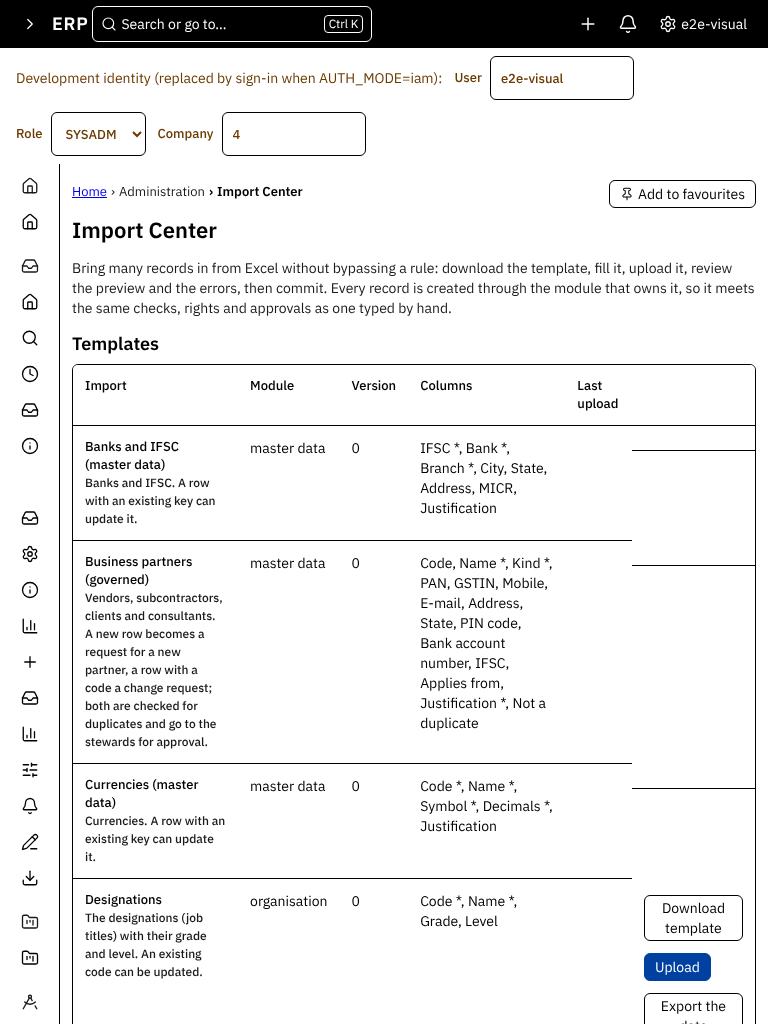 ERP Search or go to... Ctrl K e2e-visual
Development identity (replaced by sign-in when AUTH_MODE=iam): User e2e-visual
Role SYSADM Company 4
Home › Administration › Import Center Add to favourites
Import Center
Bring many records in from Excel without bypassing a rule: download the template, fill it, upload it, review
the preview and the errors, then commit. Every record is created through the module that owns it, so it meets
the same checks, rights and approvals as one typed by hand.
Templates
Import Module Version Columns Last
upload
Banks and IFSC
(master data)
Banks and IFSC. A row
with an existing key can
update it.
master data 0
IFSC *, Bank *,
Branch *, City, State,
Address, MICR,
Justification
Business partners
(governed)
Vendors, subcontractors,
clients and consultants.
A new row becomes a
request for a new
partner, a row with a
code a change request;
both are checked for
duplicates and go to the
stewards for approval.
master data 0
Code, Name *, Kind *,
PAN, GSTIN, Mobile,
E-mail, Address,
State, PIN code,
Bank account
number, IFSC,
Applies from,
Justification *, Not a
duplicate
Currencies (master
data)
Currencies. A row with an
existing key can update
it.
master data 0
Code *, Name *,
Symbol *, Decimals *,
Justification
Designations
The designations (job
titles) with their grade
and level. An existing
code can be updated.
organisation 0
Code *, Name *,
Grade, Level
Download
template
Upload
Export the